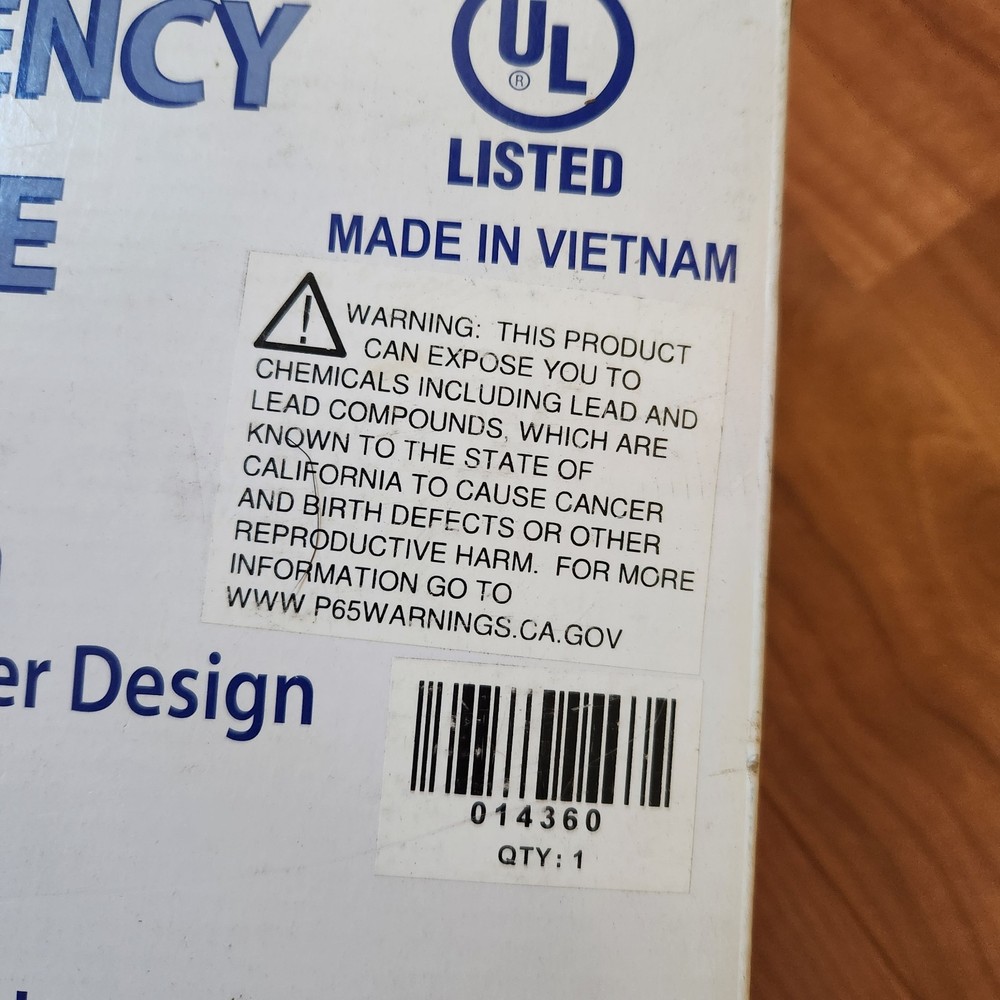 ENCY
UL
®
LISTED
E
MADE IN VIETNAM
WARNING: THIS PRODUCT
CAN EXPOSE YOU TO
CHEMICALS INCLUDING LEAD AND
LEAD COMPOUNDS, WHICH ARE
KNOWN TO THE STATE OF
CALIFORNIA TO CAUSE CANCER
AND BIRTH DEFECTS OR OTHER
REPRODUCTIVE HARM. FOR MORE
INFORMATION GO TO
WWW.P65WARNINGS.CA.GOV
er Design
014360
QTY: 1